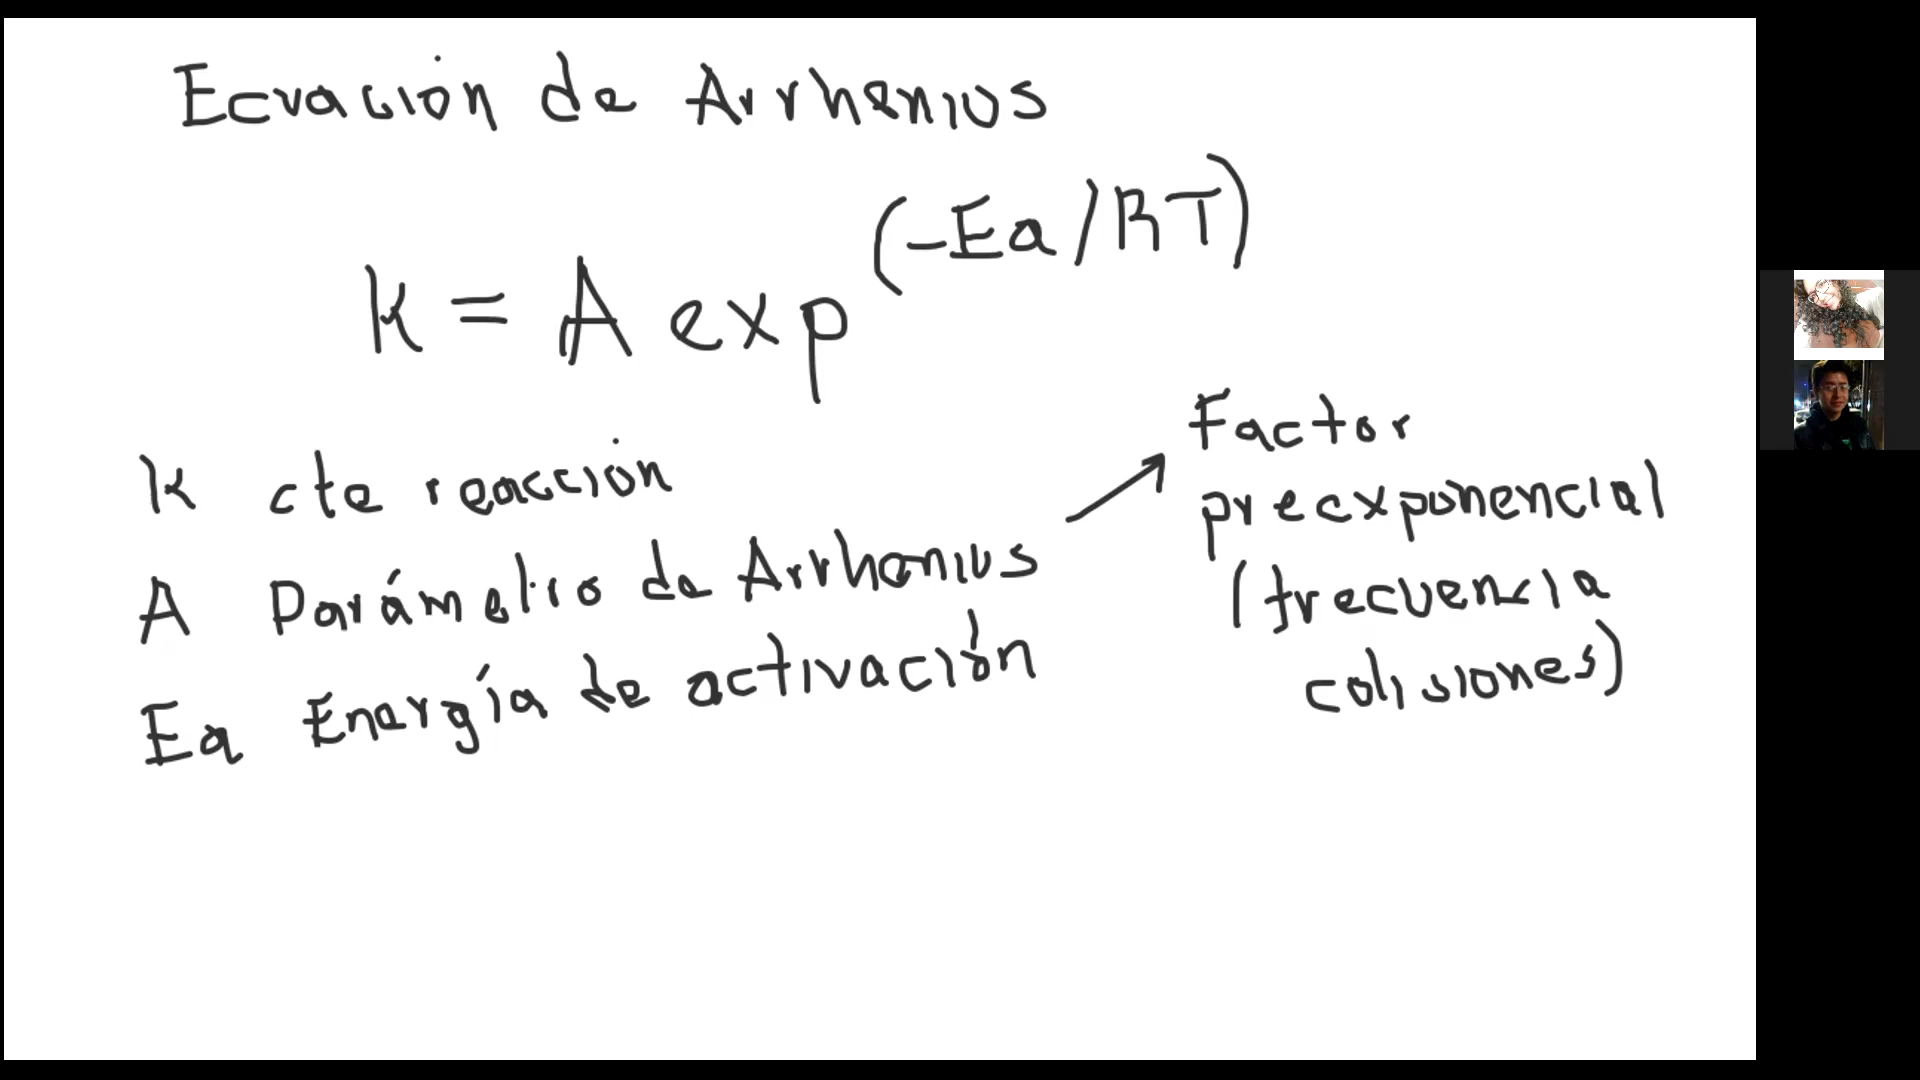 Ecuación de Arrhenius
K = A exp^(-Ea/RT)
K cte reacción
A Parámetro de Arrhenius → Factor
preexponencial
(frecuencia
colisiones)
Ea Energía de activación